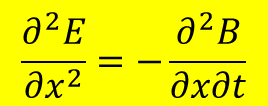 ∂²E/∂x² = −∂²B/∂x∂t